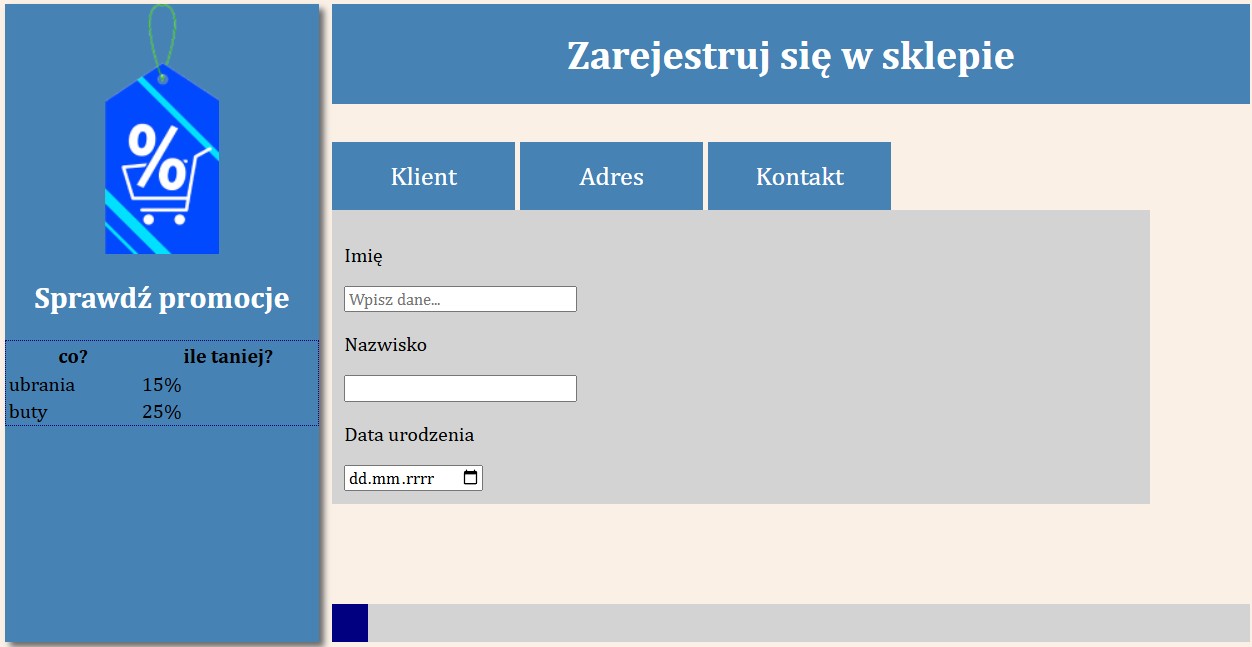 %
Sprawdź promocje
co? ile taniej?
ubrania 15%
buty 25%
Zarejestruj się w sklepie
Klient Adres Kontakt
Imię
Wpisz dane...
Nazwisko
Data urodzenia
dd.mm.rrrr